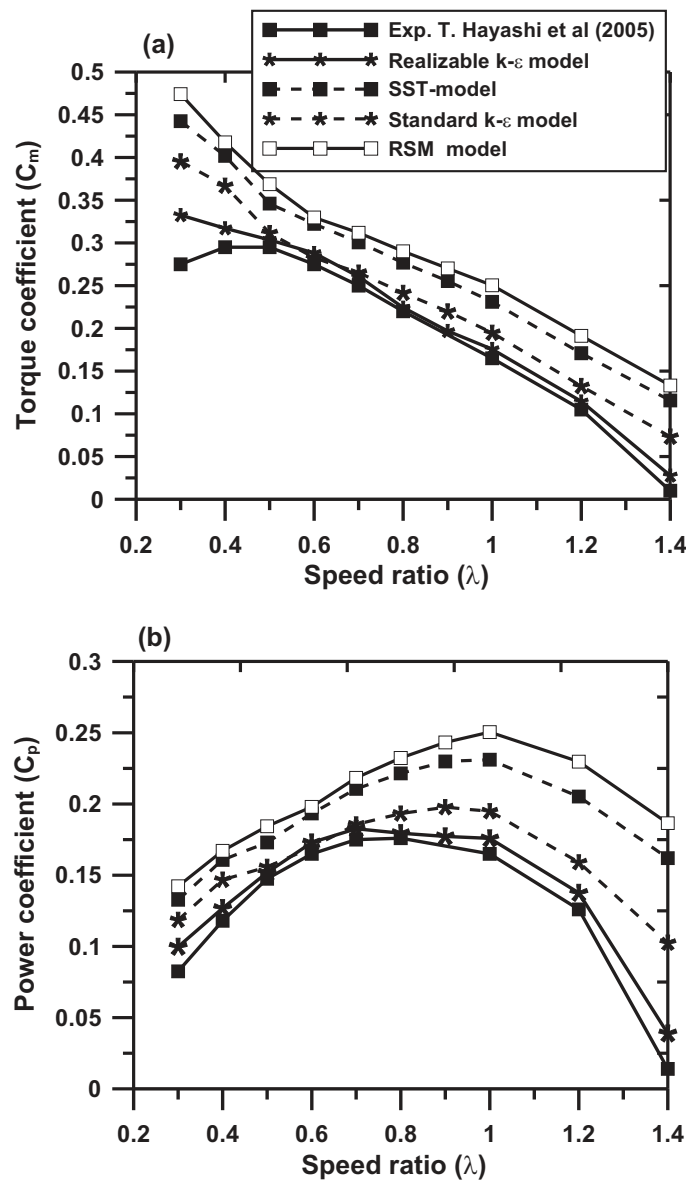 (a)
Exp. T. Hayashi et al (2005)
Realizable k-ε model
SST-model
Standard k-ε model
RSM model
Torque coefficient (Cₘ)
0.5
0.45
0.4
0.35
0.3
0.25
0.2
0.15
0.1
0.05
0
0.2 0.4 0.6 0.8 1 1.2 1.4
Speed ratio (λ)
(b)
Power coefficient (Cₚ)
0.3
0.25
0.2
0.15
0.1
0.05
0
0.2 0.4 0.6 0.8 1 1.2 1.4
Speed ratio (λ)